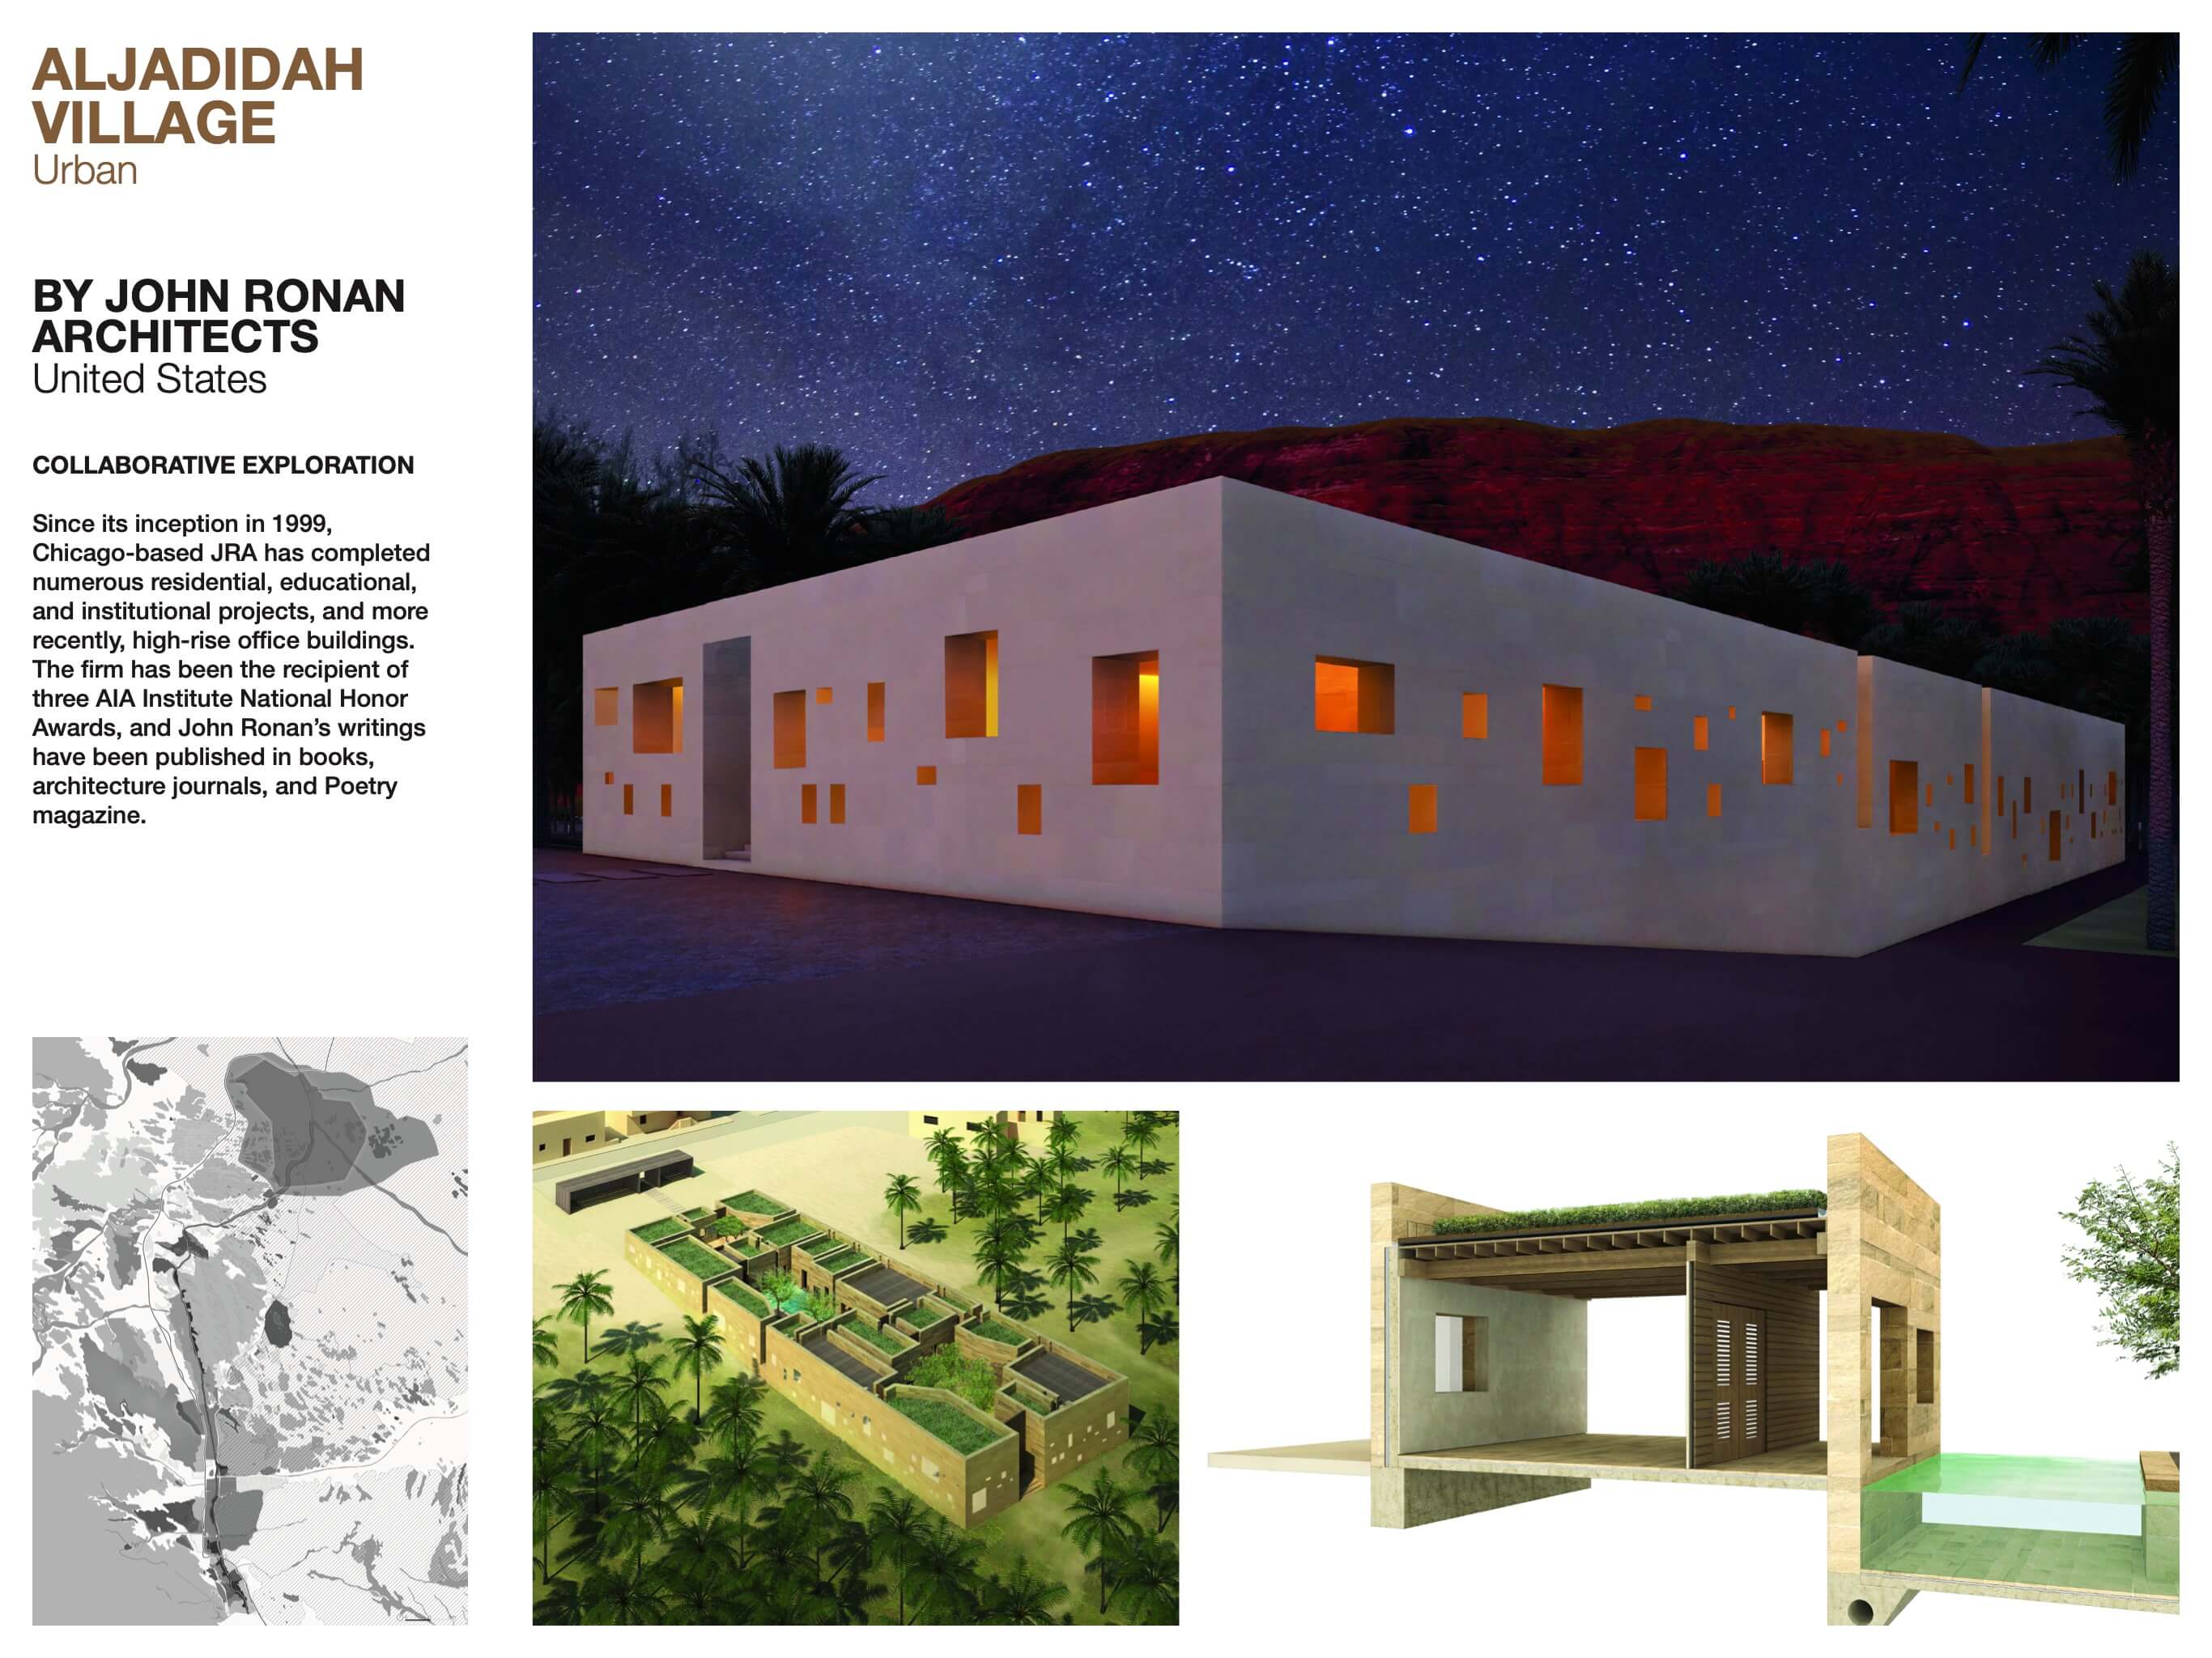 ALJADIDAH
VILLAGE
Urban
BY JOHN RONAN
ARCHITECTS
United States
COLLABORATIVE EXPLORATION
Since its inception in 1999,
Chicago-based JRA has completed
numerous residential, educational,
and institutional projects, and more
recently, high-rise office buildings.
The firm has been the recipient of
three AIA Institute National Honor
Awards, and John Ronan’s writings
have been published in books,
architecture journals, and Poetry
magazine.